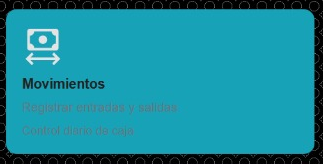 Movimientos
Registrar entradas y salidas
Control diario de caja